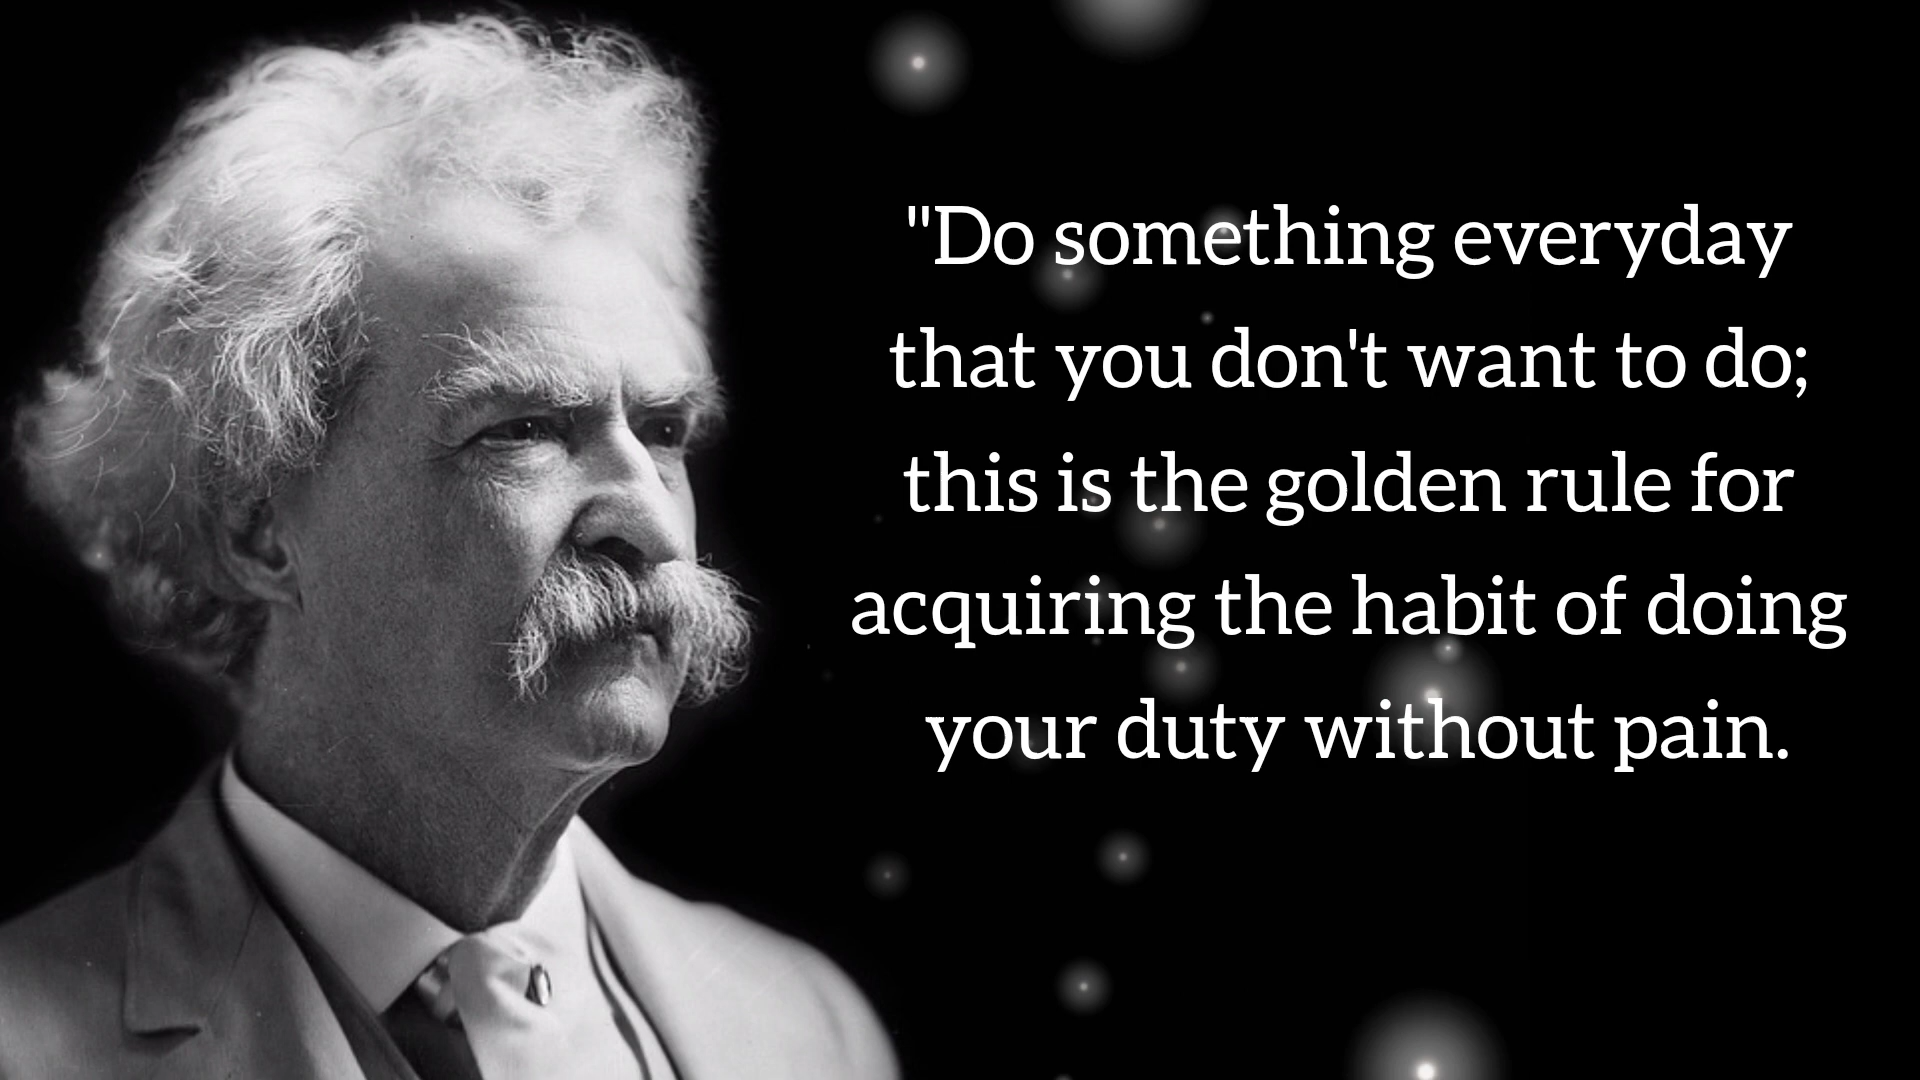 "Do something everyday
that you don't want to do;
this is the golden rule for
acquiring the habit of doing
your duty without pain.